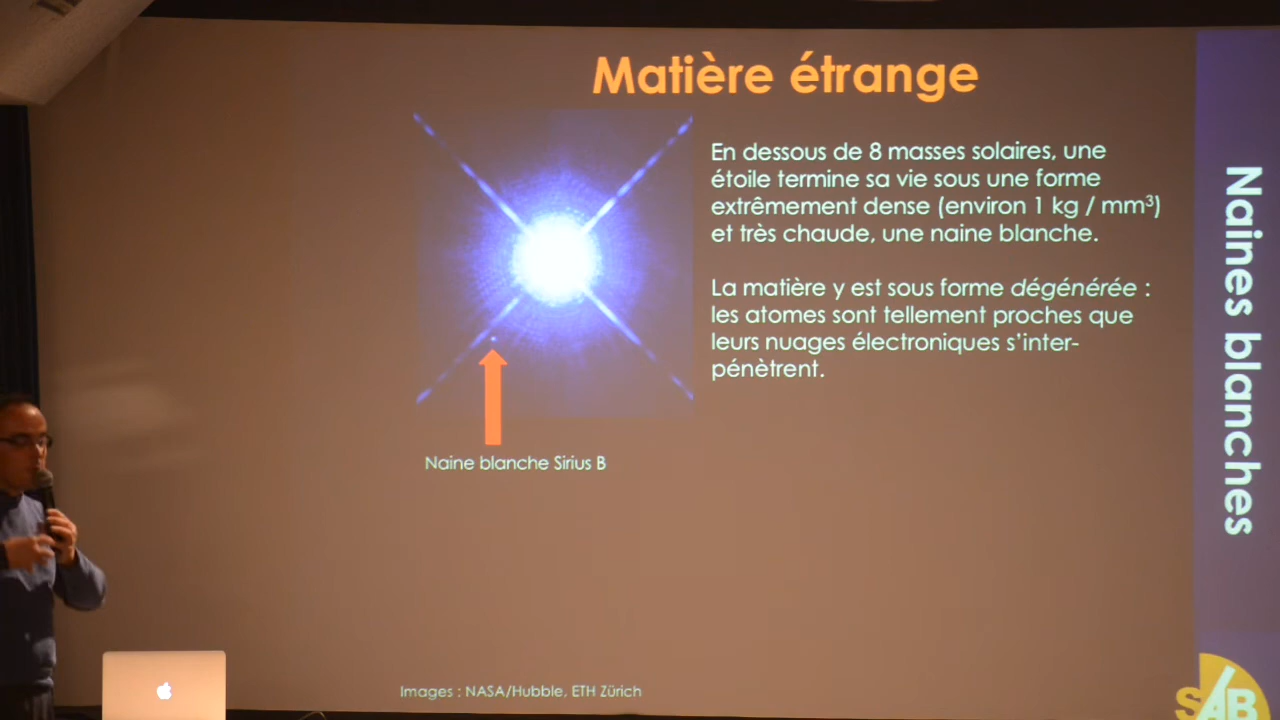 Matière étrange
En dessous de 8 masses solaires, une
étoile termine sa vie sous une forme
extrêmement dense (environ 1 kg / mm³)
et très chaude, une naine blanche.
La matière y est sous forme dégénérée :
les atomes sont tellement proches que
leurs nuages électroniques s'inter-
pénètrent.
Naine blanche Sirius B
Images : NASA/Hubble, ETH Zürich
Naines blanches
SAB